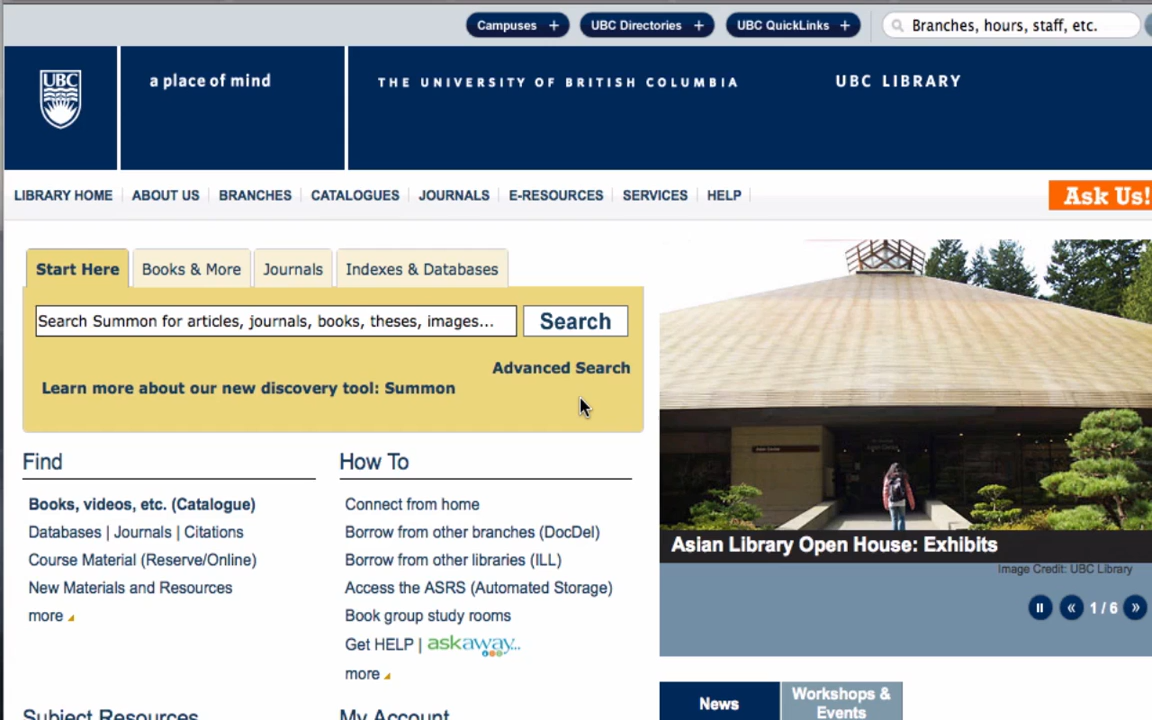 Campuses + UBC Directories + UBC QuickLinks + Branches, hours, staff, etc.
UBC a place of mind THE UNIVERSITY OF BRITISH COLUMBIA UBC LIBRARY
LIBRARY HOME ABOUT US BRANCHES CATALOGUES JOURNALS E-RESOURCES SERVICES HELP Ask Us!
Start Here Books & More Journals Indexes & Databases
Search Summon for articles, journals, books, theses, images... Search
Advanced Search
Learn more about our new discovery tool: Summon
Find
Books, videos, etc. (Catalogue)
Databases | Journals | Citations
Course Material (Reserve/Online)
New Materials and Resources
more
How To
Connect from home
Borrow from other branches (DocDel)
Borrow from other libraries (ILL)
Access the ASRS (Automated Storage)
Book group study rooms
Get HELP | askaway...
more
Asian Library Open House: Exhibits
Image Credit: UBC Library
« 1 / 6 »
Subject Resources
My Account
News
Workshops &
Events